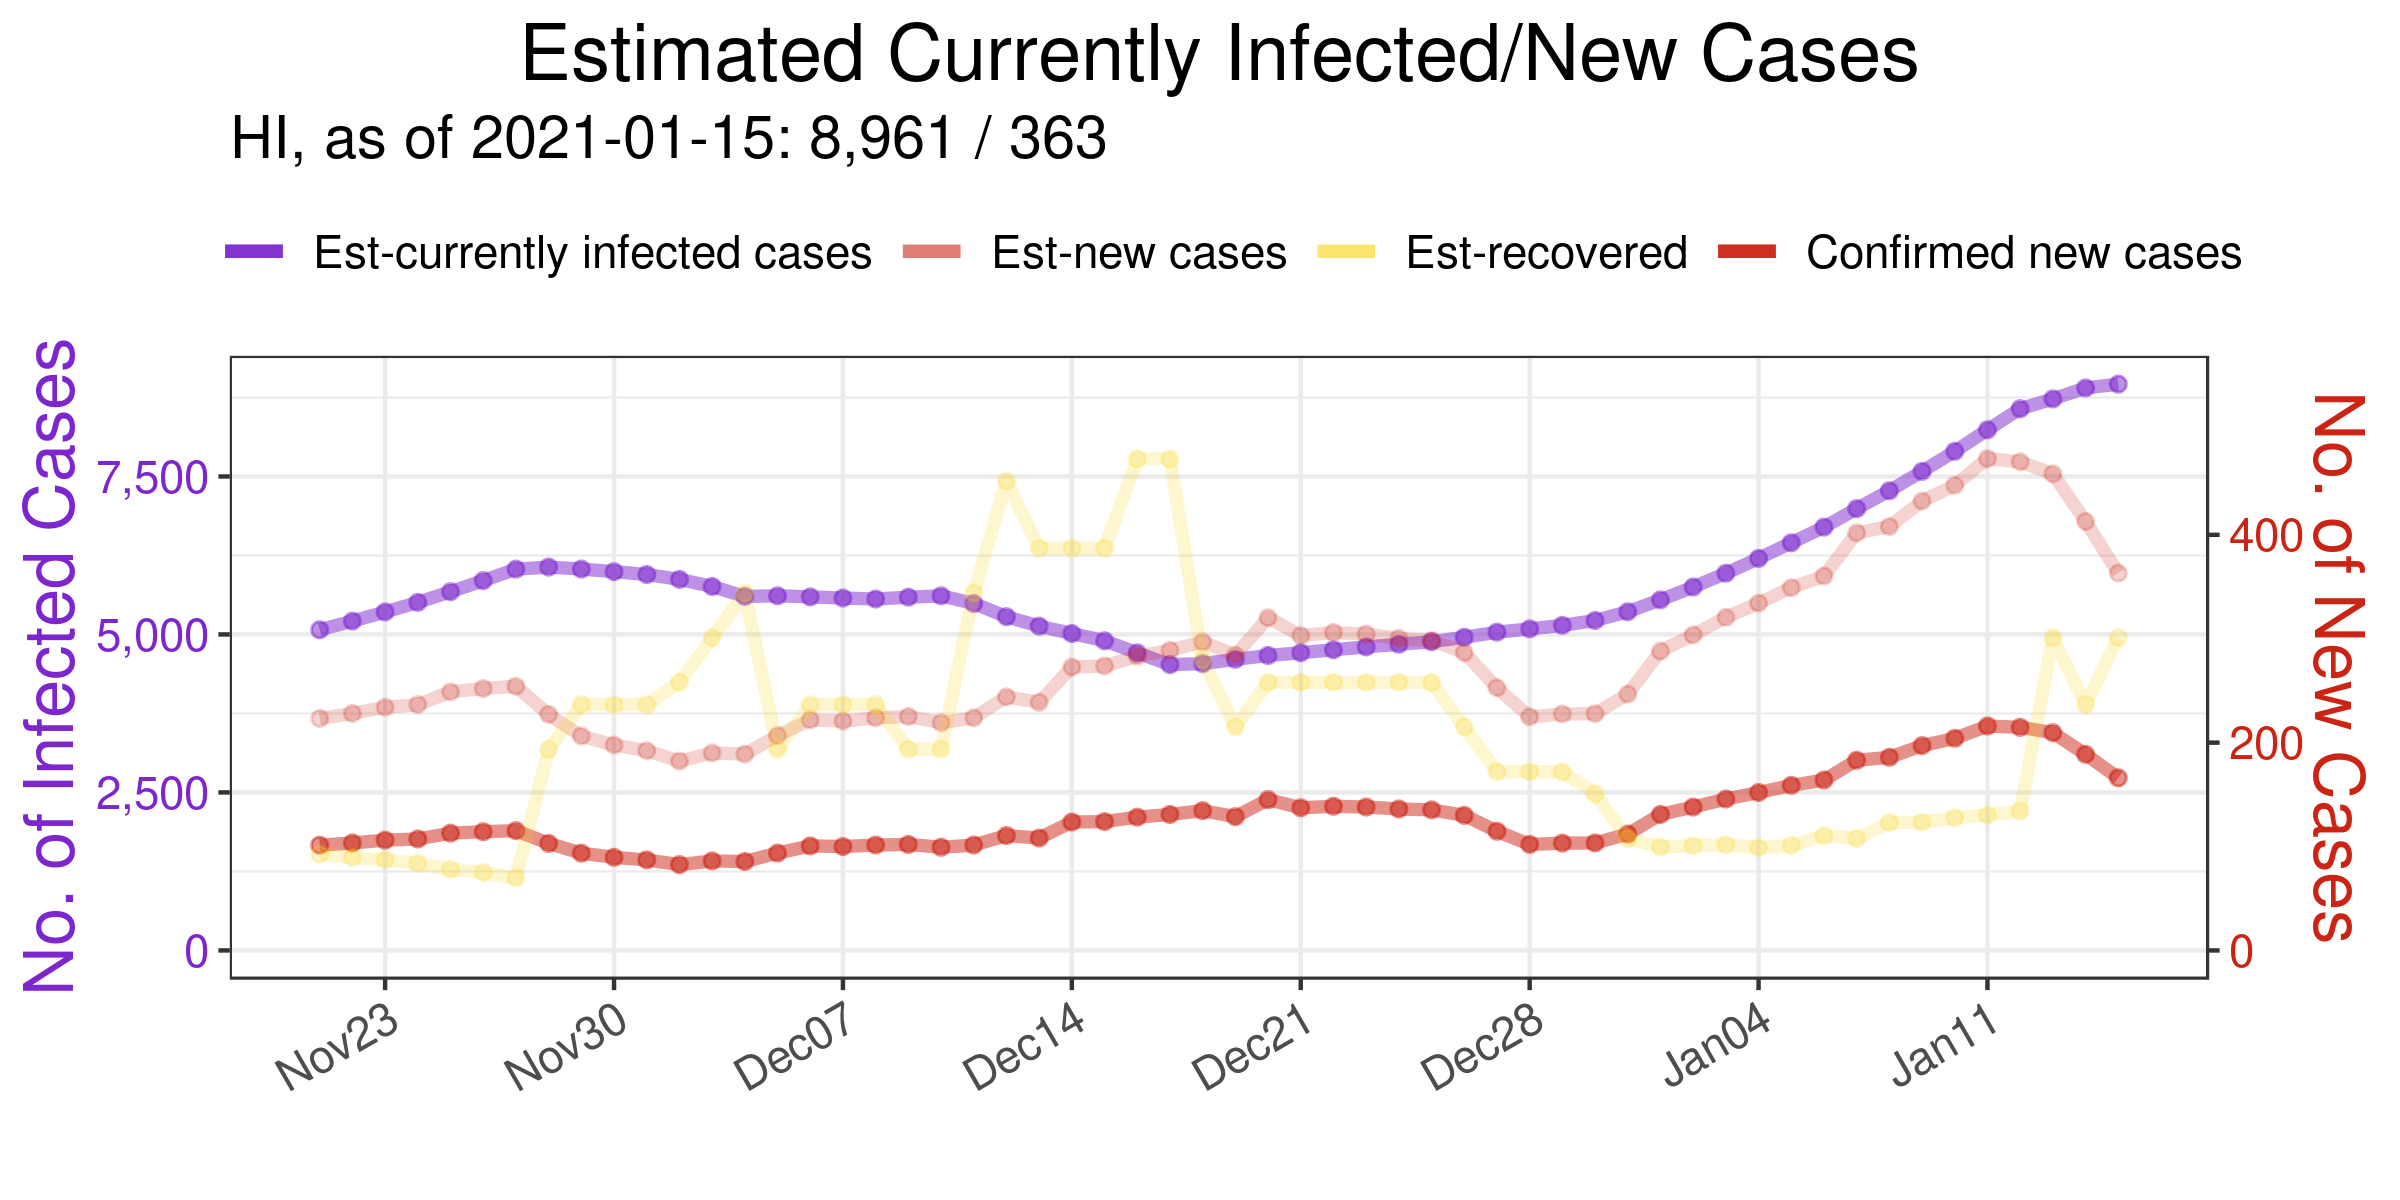 Estimated Currently Infected/New Cases
HI, as of 2021-01-15: 8,961 / 363
Est-currently infected cases
Est-new cases
Est-recovered
Confirmed new cases
No. of Infected Cases
7,500
5,000
2,500
0
400
200
0
No. of New Cases
Nov23
Nov30
Dec07
Dec14
Dec21
Dec28
Jan04
Jan11